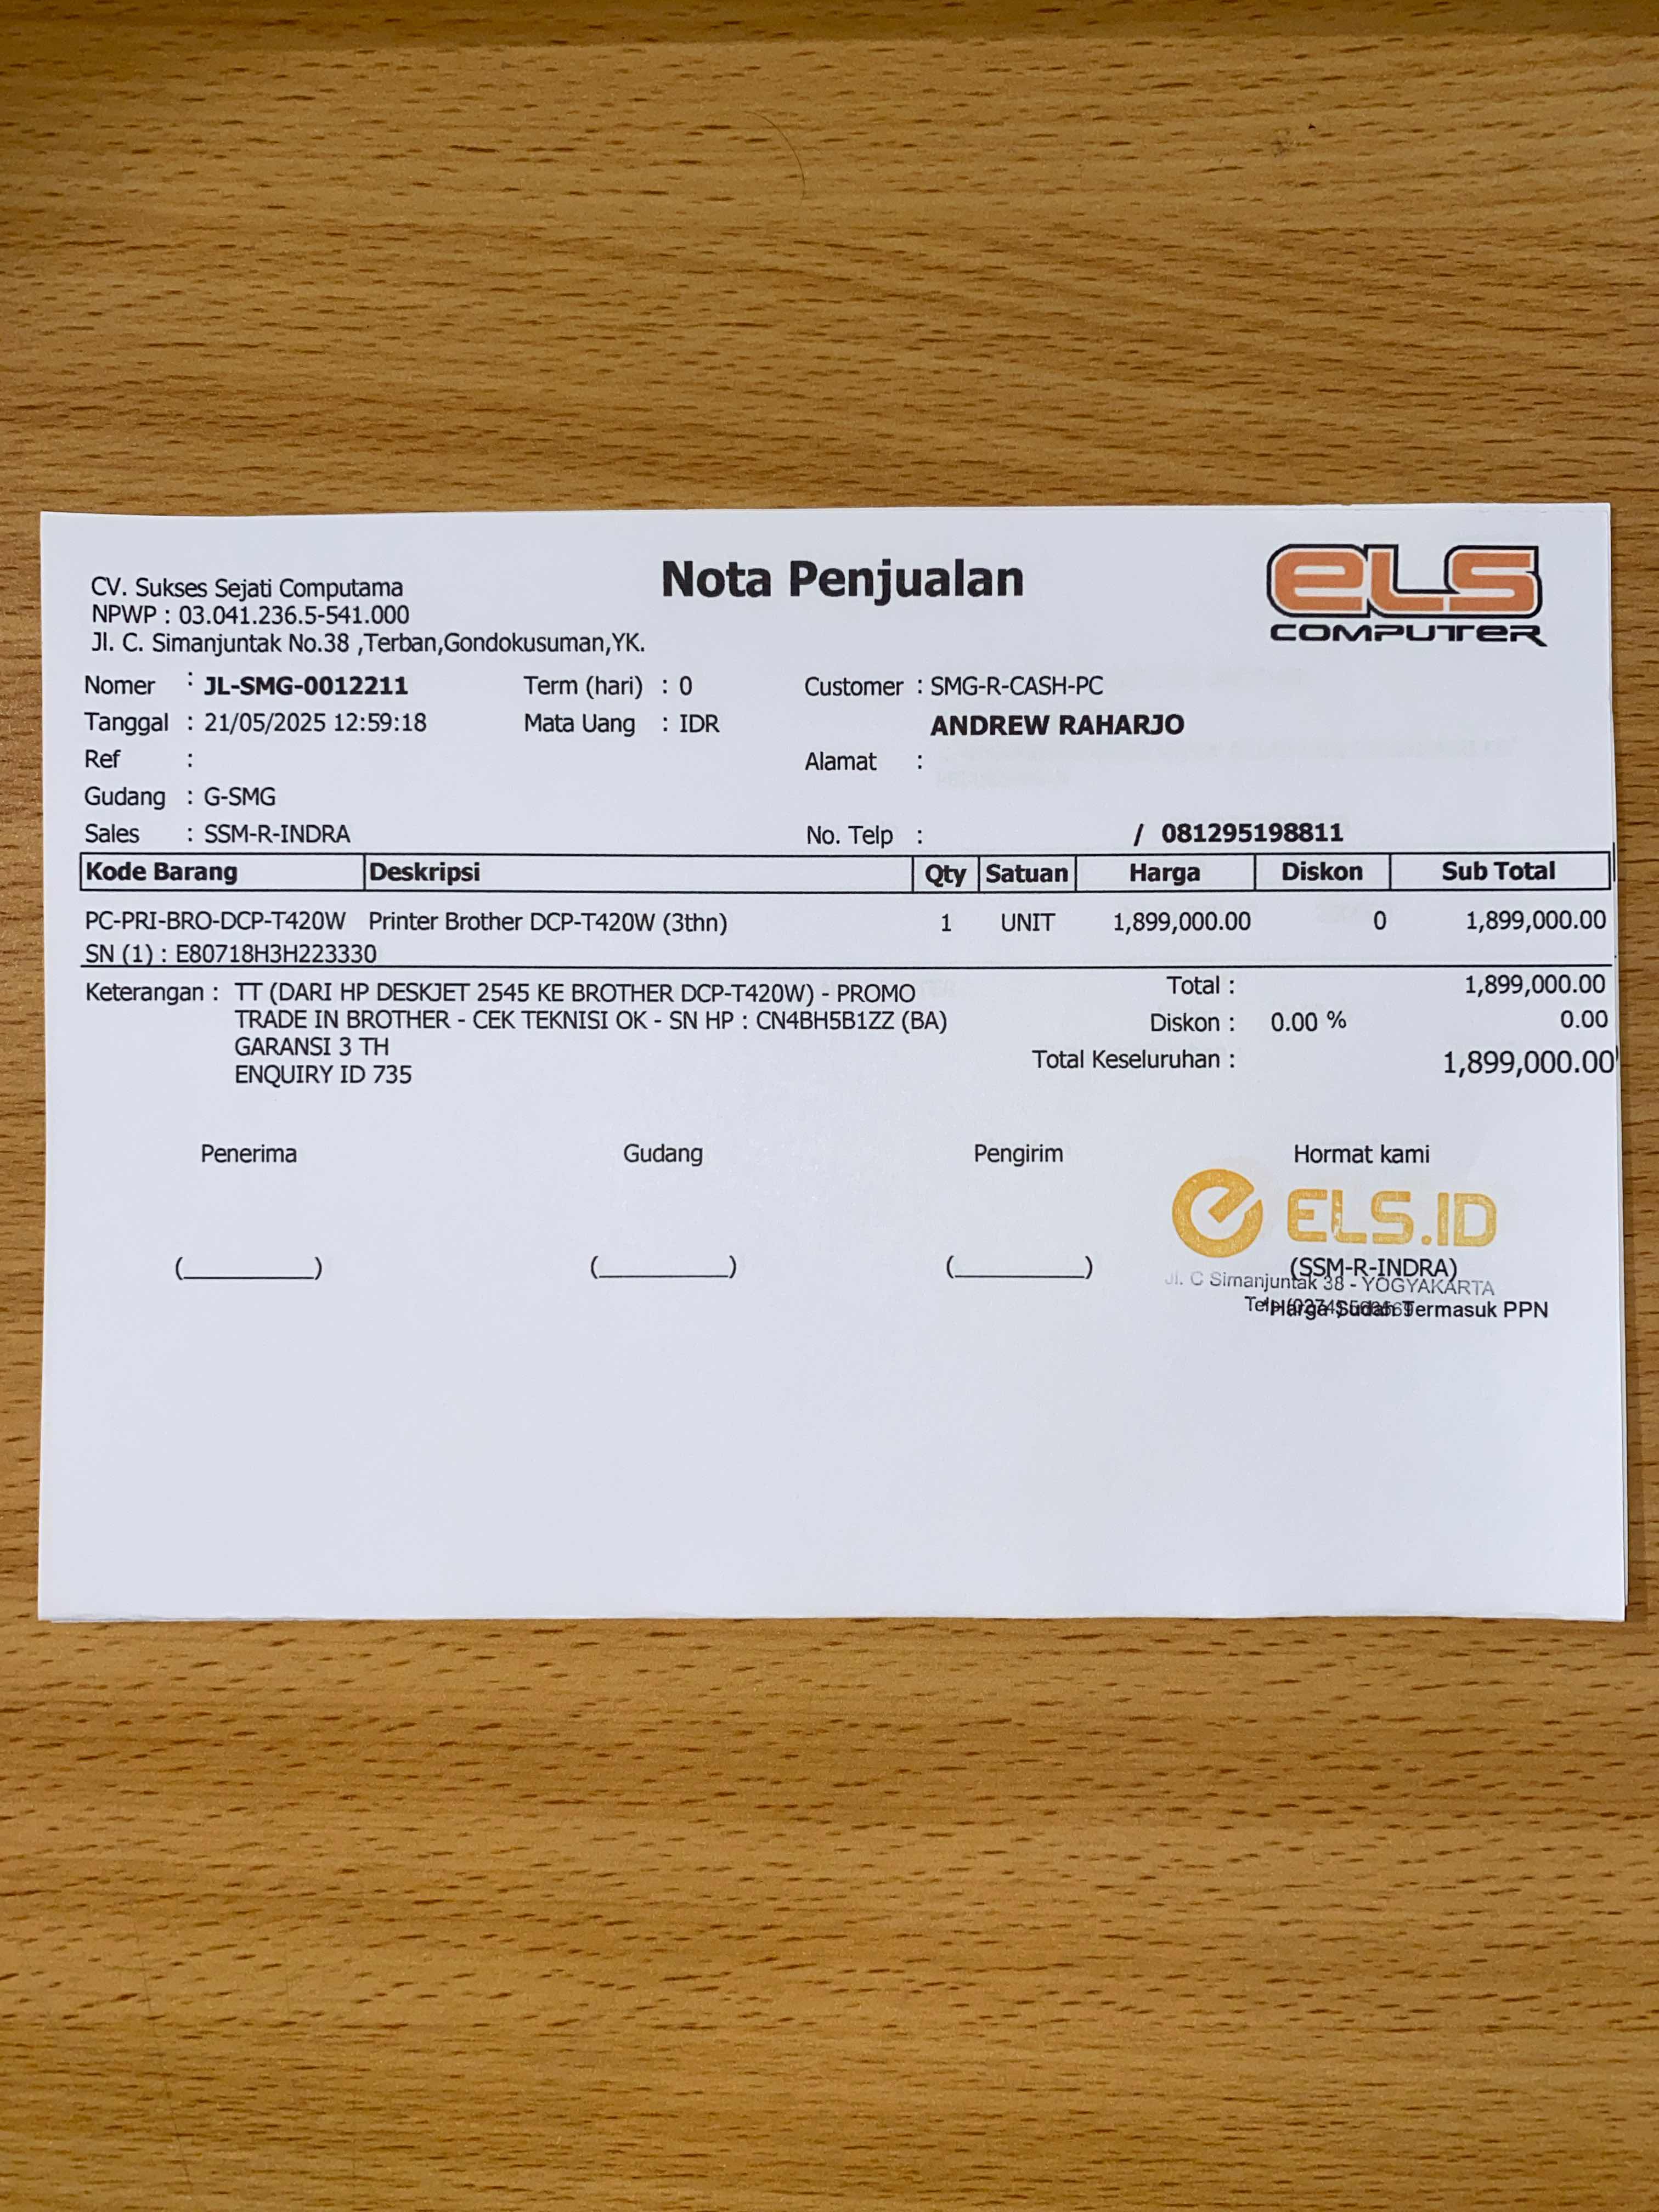 CV. Sukses Sejati Computama
NPWP : 03.041.236.5-541.000
Jl. C. Simanjuntak No.38 ,Terban,Gondokusuman,YK.
Nota Penjualan
eLS
COMPUTER
Nomer : JL-SMG-0012211 Term (hari) : 0 Customer : SMG-R-CASH-PC
Tanggal : 21/05/2025 12:59:18 Mata Uang : IDR ANDREW RAHARJO
Ref : Alamat :
Gudang : G-SMG
Sales : SSM-R-INDRA No. Telp : / 081295198811
Kode Barang Deskripsi Qty Satuan Harga Diskon Sub Total
PC-PRI-BRO-DCP-T420W Printer Brother DCP-T420W (3thn) 1 UNIT 1,899,000.00 0 1,899,000.00
SN (1) : E80718H3H223330
Keterangan : TT (DARI HP DESKJET 2545 KE BROTHER DCP-T420W) - PROMO Total : 1,899,000.00
TRADE IN BROTHER - CEK TEKNISI OK - SN HP : CN4BH5B1ZZ (BA) Diskon : 0.00 % 0.00
GARANSI 3 TH Total Keseluruhan : 1,899,000.00
ENQUIRY ID 735
Penerima Gudang Pengirim Hormat kami
ELS.ID
(________) (________) (________) (SSM-R-INDRA)
Jl. C Simanjuntak 38 - YOGYAKARTA
Telp
*Harga Sudah Termasuk PPN